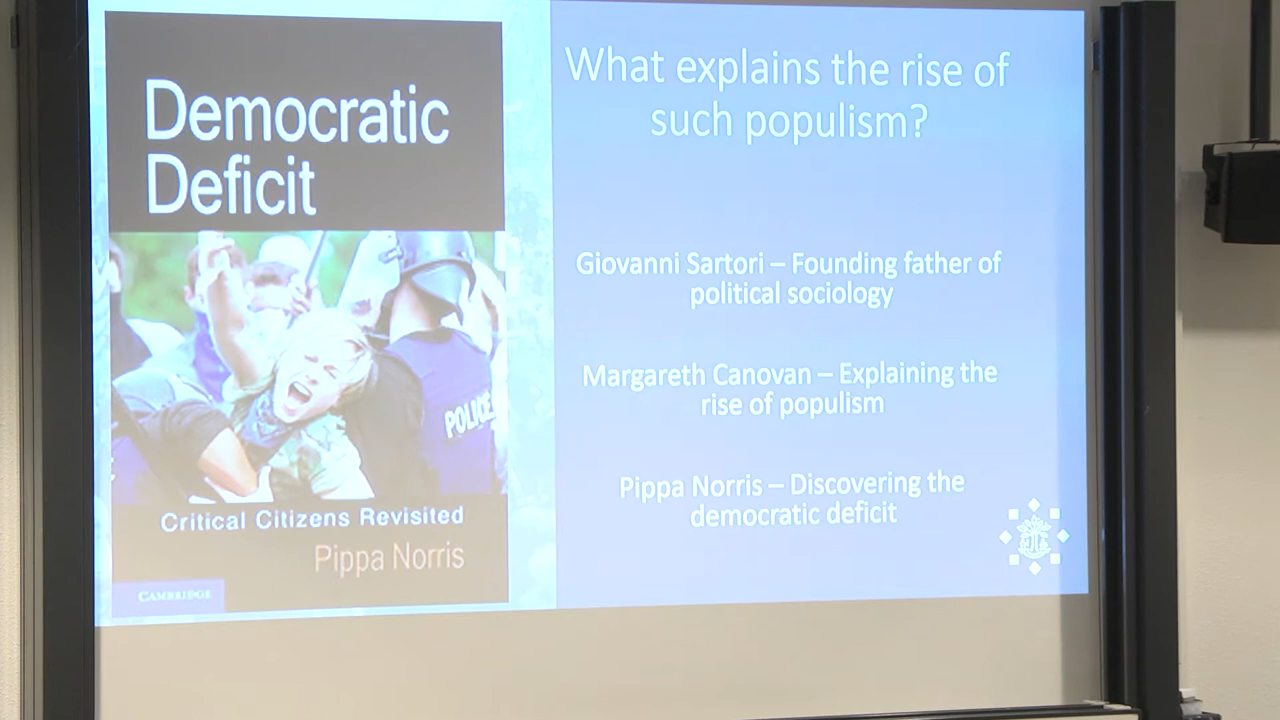 Democratic
Deficit
POLICE
Critical Citizens Revisited
Pippa Norris
CAMBRIDGE
What explains the rise of
such populism?
Giovanni Sartori – Founding father of
political sociology
Margareth Canovan – Explaining the
rise of populism
Pippa Norris – Discovering the
democratic deficit